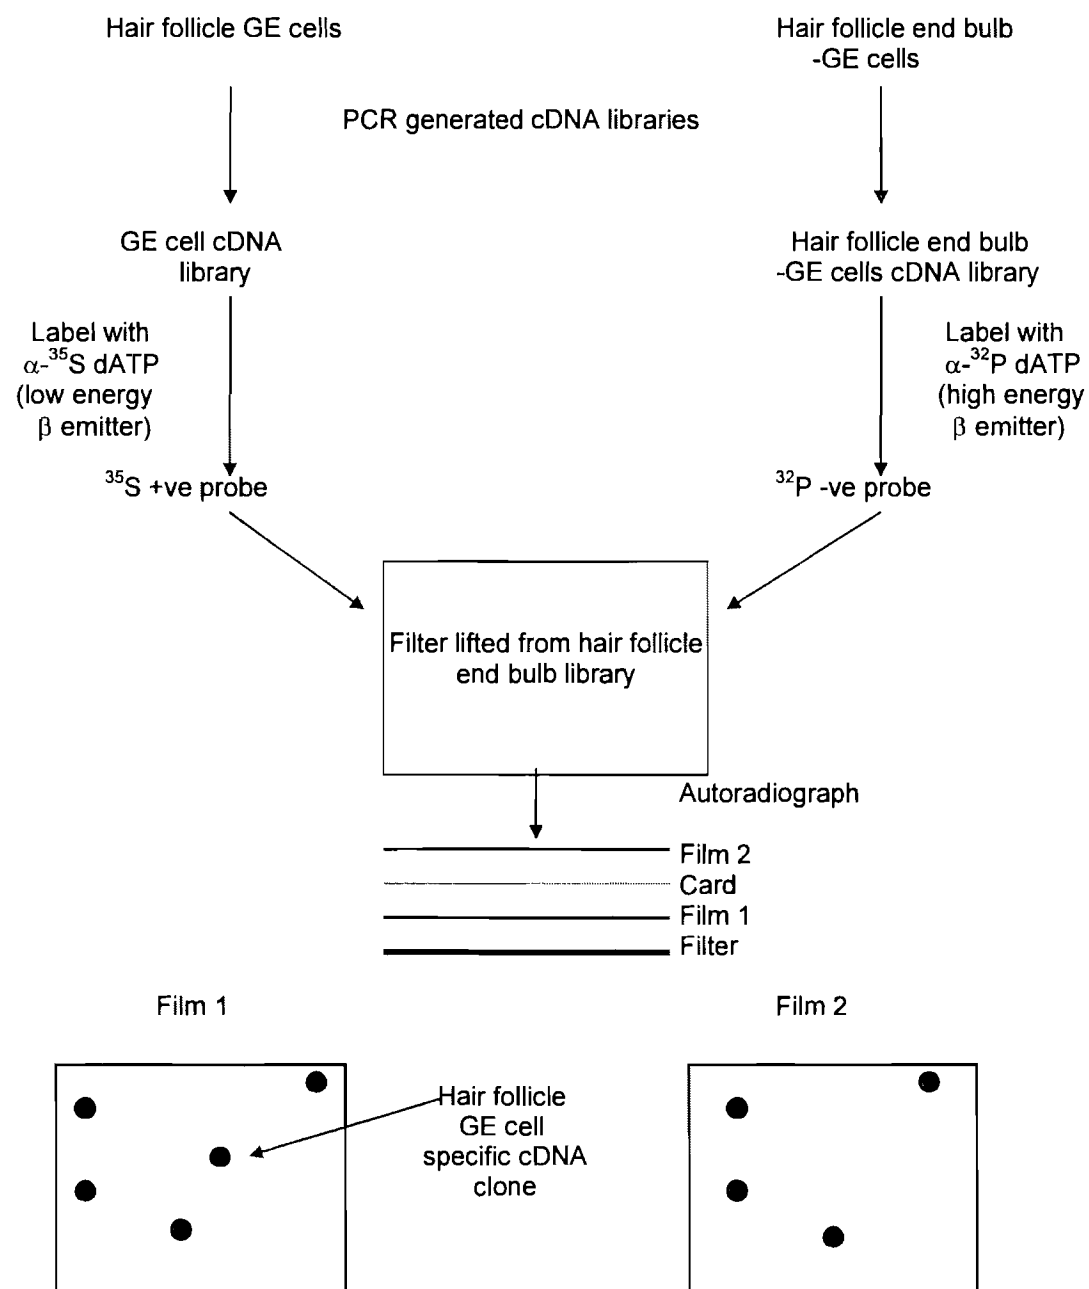 Hair follicle GE cells
Hair follicle end bulb
-GE cells
PCR generated cDNA libraries
GE cell cDNA
library
Hair follicle end bulb
-GE cells cDNA library
Label with
α-³⁵S dATP
(low energy
β emitter)
Label with
α-³²P dATP
(high energy
β emitter)
³⁵S +ve probe
³²P -ve probe
Filter lifted from hair follicle
end bulb library
Autoradiograph
Film 2
Card
Film 1
Filter
Film 1
Film 2
Hair follicle
GE cell
specific cDNA
clone